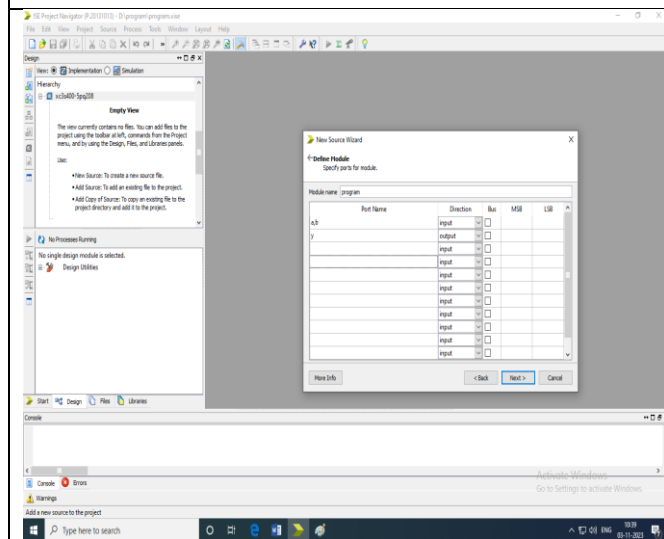 ISE Project Navigator (P.20131013) - D:\program\program.xise
File Edit View Project Source Process Tools Window Layout Help
Design
View: Implementation Simulation
Hierarchy
xc3s400-5pq208
Empty View
The view currently contains no files. You can add files to the
project using the toolbar at left, commands from the Project
menu, and by using the Design, Files, and Libraries panels.
Use:
•New Source: To create a new source file.
•Add Source: To add an existing file to the project.
•Add Copy of Source: To copy an existing file to the
project directory and add it to the project.
No Processes Running
No single design module is selected.
Design Utilities
Start Design Files Libraries
New Source Wizard
Define Module
Specify ports for module.
Module name program
Port Name Direction Bus MSB LSB
a,b input
y output
input
input
input
input
input
input
input
input
input
More Info < Back Next > Cancel
Console
Console Errors
Warnings
Activate Windows
Go to Settings to activate Windows.
Add a new source to the project
Type here to search
ENG 10:39
03-11-2023